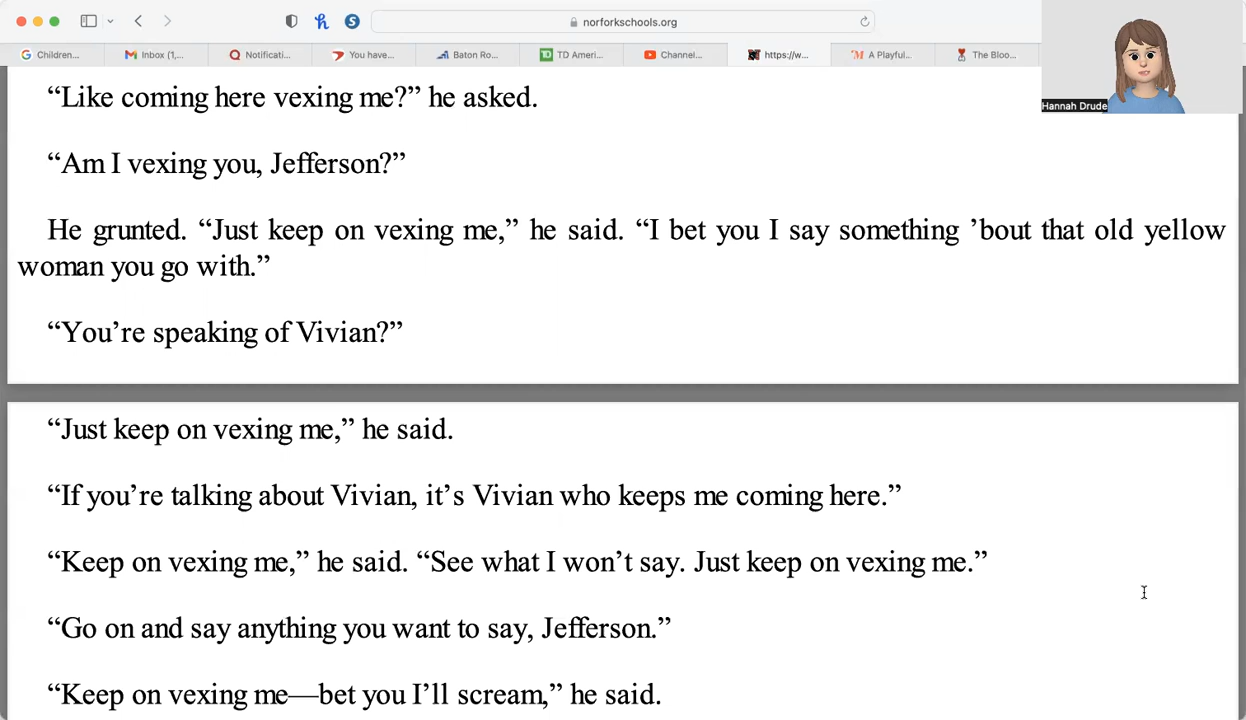 norforkschools.org
Children...
Inbox (1,...
Notificati...
You have...
Baton Ro...
TD Ameri...
Channel...
https://w...
A Playful...
The Bloo...
Hannah Drude
“Like coming here vexing me?” he asked.
“Am I vexing you, Jefferson?”
He grunted. “Just keep on vexing me,” he said. “I bet you I say something ’bout that old yellow
woman you go with.”
“You’re speaking of Vivian?”
“Just keep on vexing me,” he said.
“If you’re talking about Vivian, it’s Vivian who keeps me coming here.”
“Keep on vexing me,” he said. “See what I won’t say. Just keep on vexing me.”
“Go on and say anything you want to say, Jefferson.”
“Keep on vexing me—bet you I’ll scream,” he said.